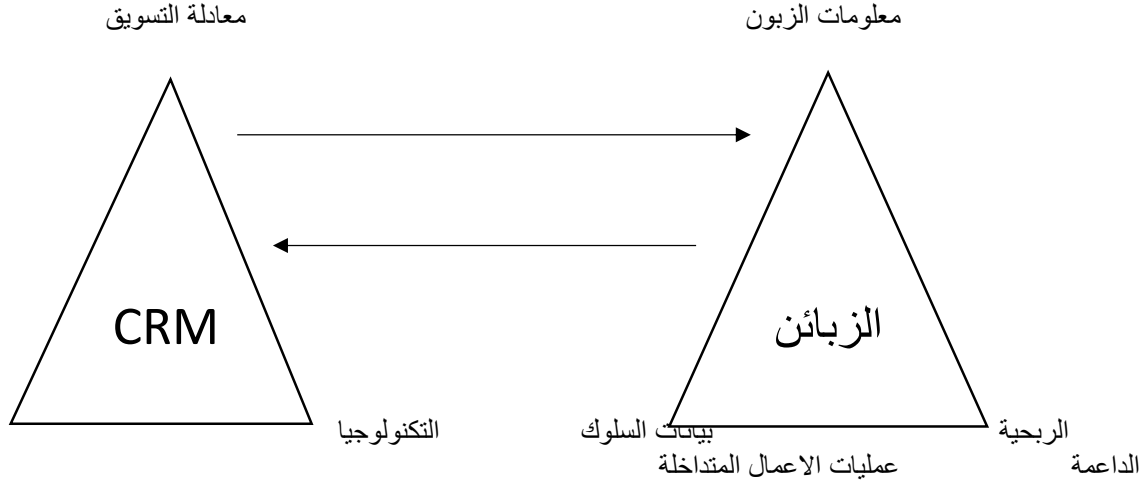 معلومات الزبون
معادلة التسويق
الزبائن
CRM
الربحية
بيانات السلوك
التكنولوجيا
الداعمة
عمليات الاعمال المتداخلة